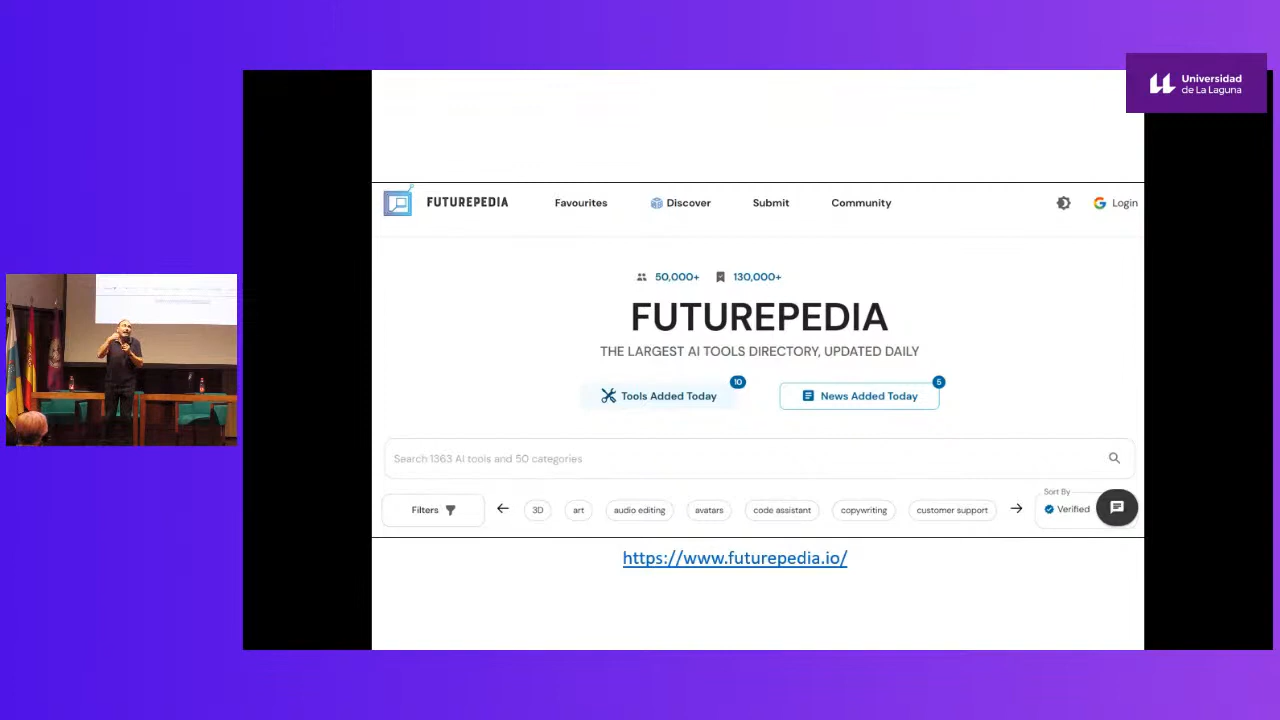 Universidad
de La Laguna
FUTUREPEDIA
Favourites
Discover
Submit
Community
Login
50,000+
130,000+
FUTUREPEDIA
THE LARGEST AI TOOLS DIRECTORY, UPDATED DAILY
Tools Added Today
10
News Added Today
5
Search 1363 AI tools and 50 categories
Filters
3D
art
audio editing
avatars
code assistant
copywriting
customer support
Sort By
Verified
https://www.futurepedia.io/